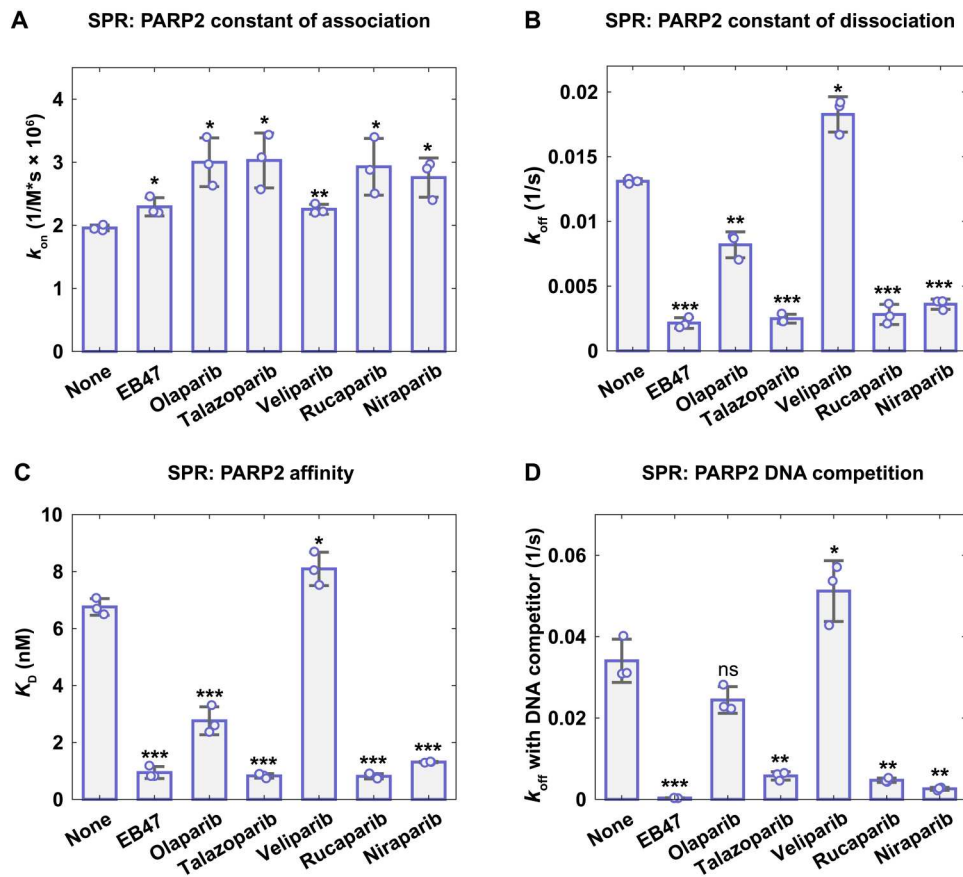 A SPR: PARP2 constant of association
4
3
2
1
0
k_on (1/M*s × 10⁶)
*
*
*
**
*
*
None
EB47
Olaparib
Talazoparib
Veliparib
Rucaparib
Niraparib
B SPR: PARP2 constant of dissociation
0.02
0.015
0.01
0.005
0
k_off (1/s)
***
**
***
*
***
***
None
EB47
Olaparib
Talazoparib
Veliparib
Rucaparib
Niraparib
C SPR: PARP2 affinity
10
8
6
4
2
0
K_D (nM)
***
***
***
*
***
***
None
EB47
Olaparib
Talazoparib
Veliparib
Rucaparib
Niraparib
D SPR: PARP2 DNA competition
0.06
0.04
0.02
0
k_off with DNA competitor (1/s)
***
ns
**
*
**
**
None
EB47
Olaparib
Talazoparib
Veliparib
Rucaparib
Niraparib